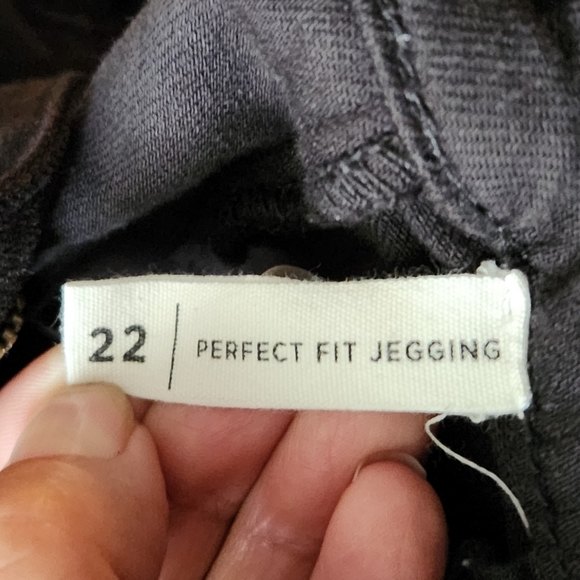 22 | PERFECT FIT JEGGING